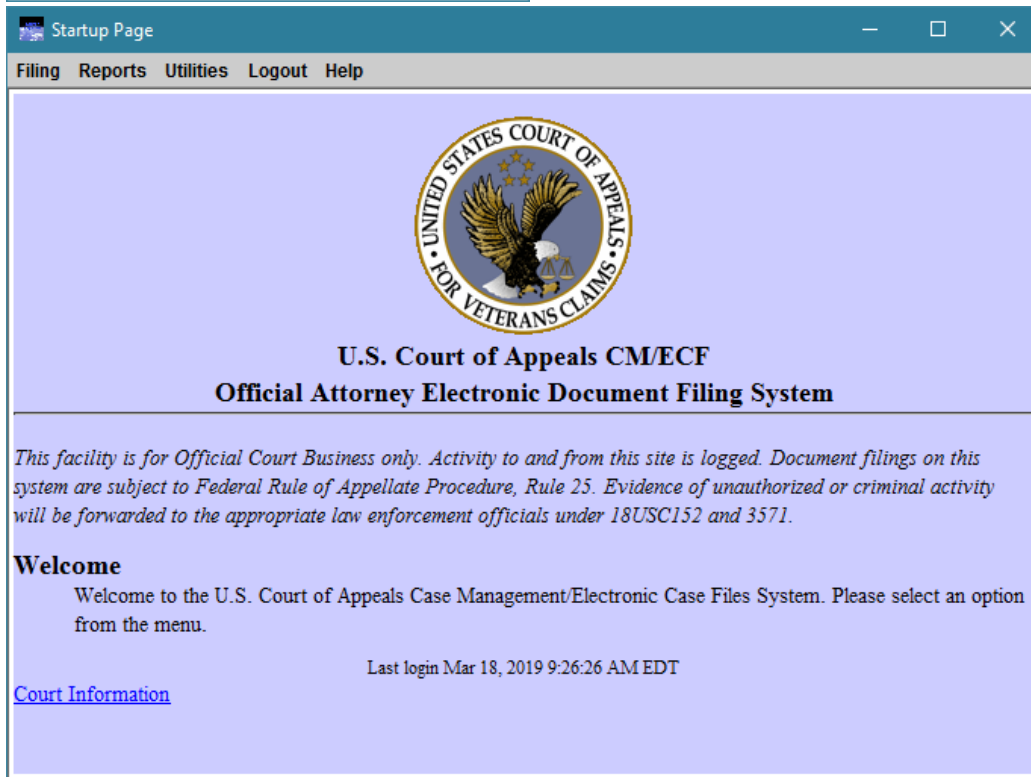 Startup Page
Filing Reports Utilities Logout Help
UNITED STATES COURT OF APPEALS
• FOR VETERANS CLAIMS •
U.S. Court of Appeals CM/ECF
Official Attorney Electronic Document Filing System
This facility is for Official Court Business only. Activity to and from this site is logged. Document filings on this
system are subject to Federal Rule of Appellate Procedure, Rule 25. Evidence of unauthorized or criminal activity
will be forwarded to the appropriate law enforcement officials under 18USC152 and 3571.
Welcome
Welcome to the U.S. Court of Appeals Case Management/Electronic Case Files System. Please select an option
from the menu.
Last login Mar 18, 2019 9:26:26 AM EDT
Court Information